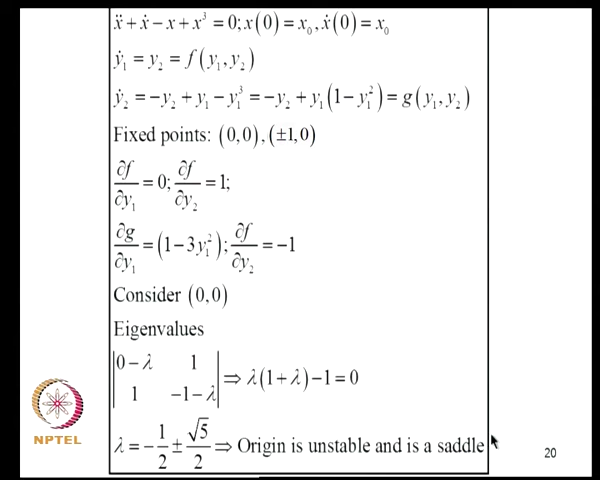 ẍ + ẋ − x + x³ = 0; x(0) = x₀, ẋ(0) = ẋ₀
ẏ₁ = y₂ = f(y₁, y₂)
ẏ₂ = −y₂ + y₁ − y₁³ = −y₂ + y₁(1 − y₁²) = g(y₁, y₂)
Fixed points: (0,0), (±1,0)
∂f/∂y₁ = 0; ∂f/∂y₂ = 1;
∂g/∂y₁ = (1 − 3y₁²); ∂f/∂y₂ = −1
Consider (0,0)
Eigenvalues
|0 − λ 1|
|1 −1 − λ| ⇒ λ(1 + λ) − 1 = 0
λ = −1/2 ± √5/2 ⇒ Origin is unstable and is a saddle
NPTEL
20